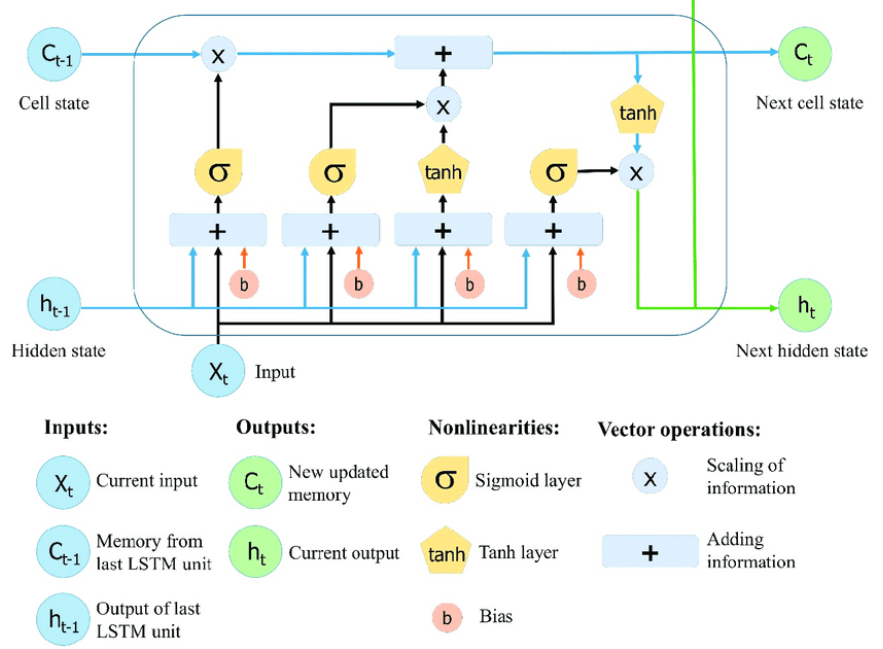 Ct-1
x
+
Ct
Cell state
x
tanh
Next cell state
σ
σ
tanh
σ
x
+
+
+
+
b
b
b
b
ht-1
ht
Hidden state
Next hidden state
Xt
Input
Inputs:
Outputs:
Nonlinearities:
Vector operations:
Xt
Current input
Ct
New updated
memory
σ
Sigmoid layer
x
Scaling of
information
Ct-1
Memory from
last LSTM unit
ht
Current output
tanh
Tanh layer
+
Adding
information
ht-1
Output of last
LSTM unit
b
Bias